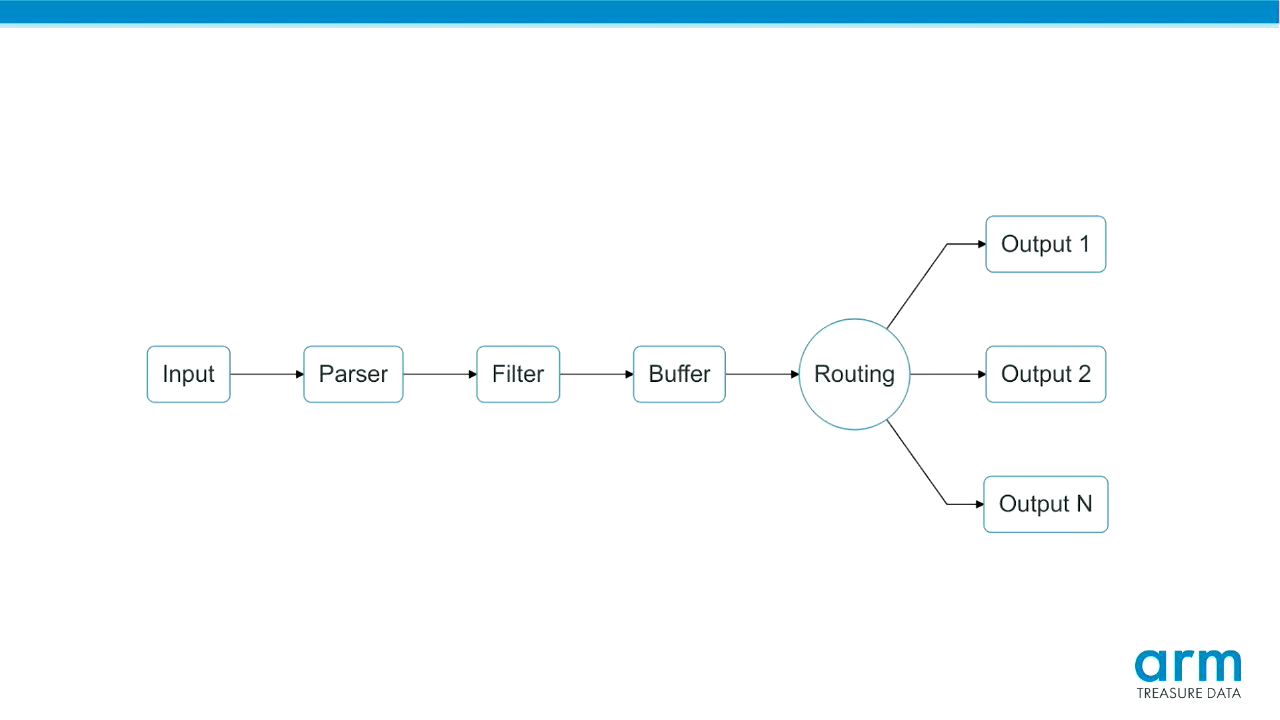 Output 1
Input
Parser
Filter
Buffer
Routing
Output 2
Output N
arm
TREASURE DATA